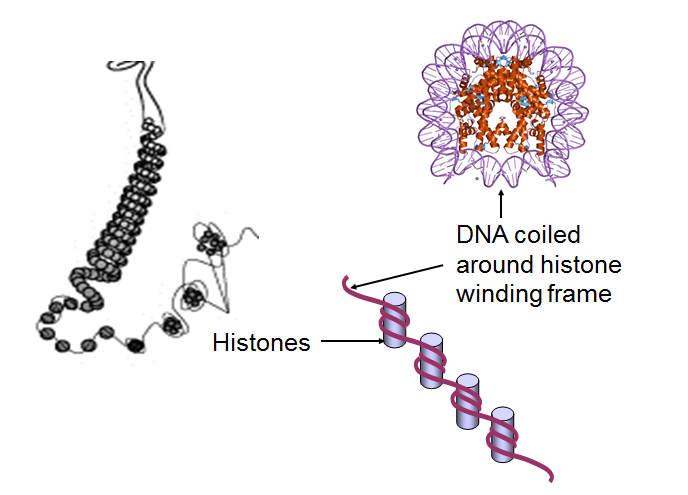 DNA coiled
around histone
winding frame
Histones